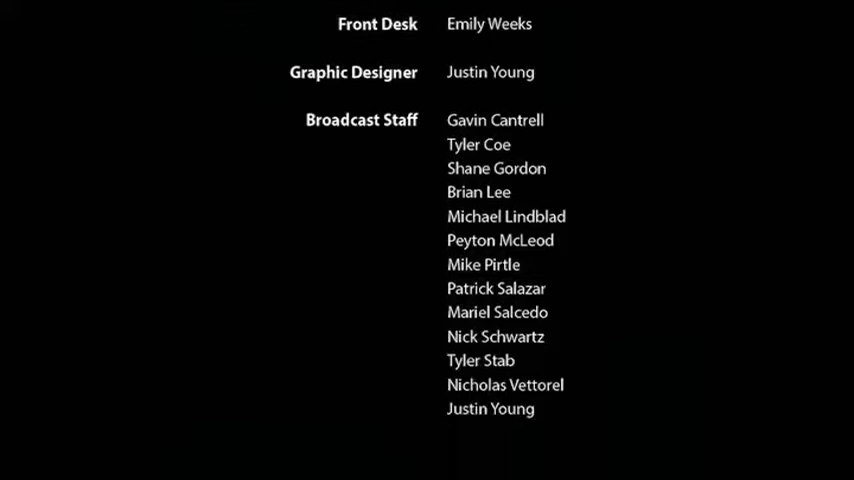 Front Desk Emily Weeks
Graphic Designer Justin Young
Broadcast Staff Gavin Cantrell
Tyler Coe
Shane Gordon
Brian Lee
Michael Lindblad
Peyton McLeod
Mike Pirtle
Patrick Salazar
Mariel Salcedo
Nick Schwartz
Tyler Stab
Nicholas Vettorel
Justin Young